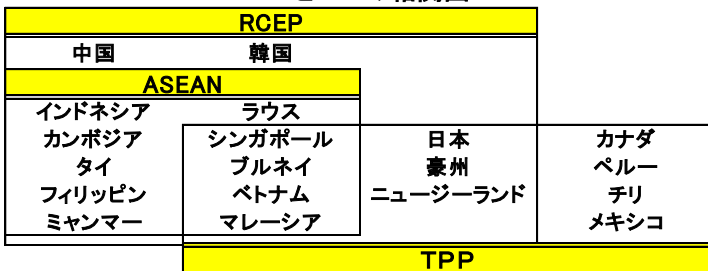 RCEP
中国 韓国
ASEAN
インドネシア ラウス
カンボジア シンガポール 日本 カナダ
タイ ブルネイ 豪州 ペルー
フィリッピン ベトナム ニュージーランド チリ
ミャンマー マレーシア メキシコ
TPP